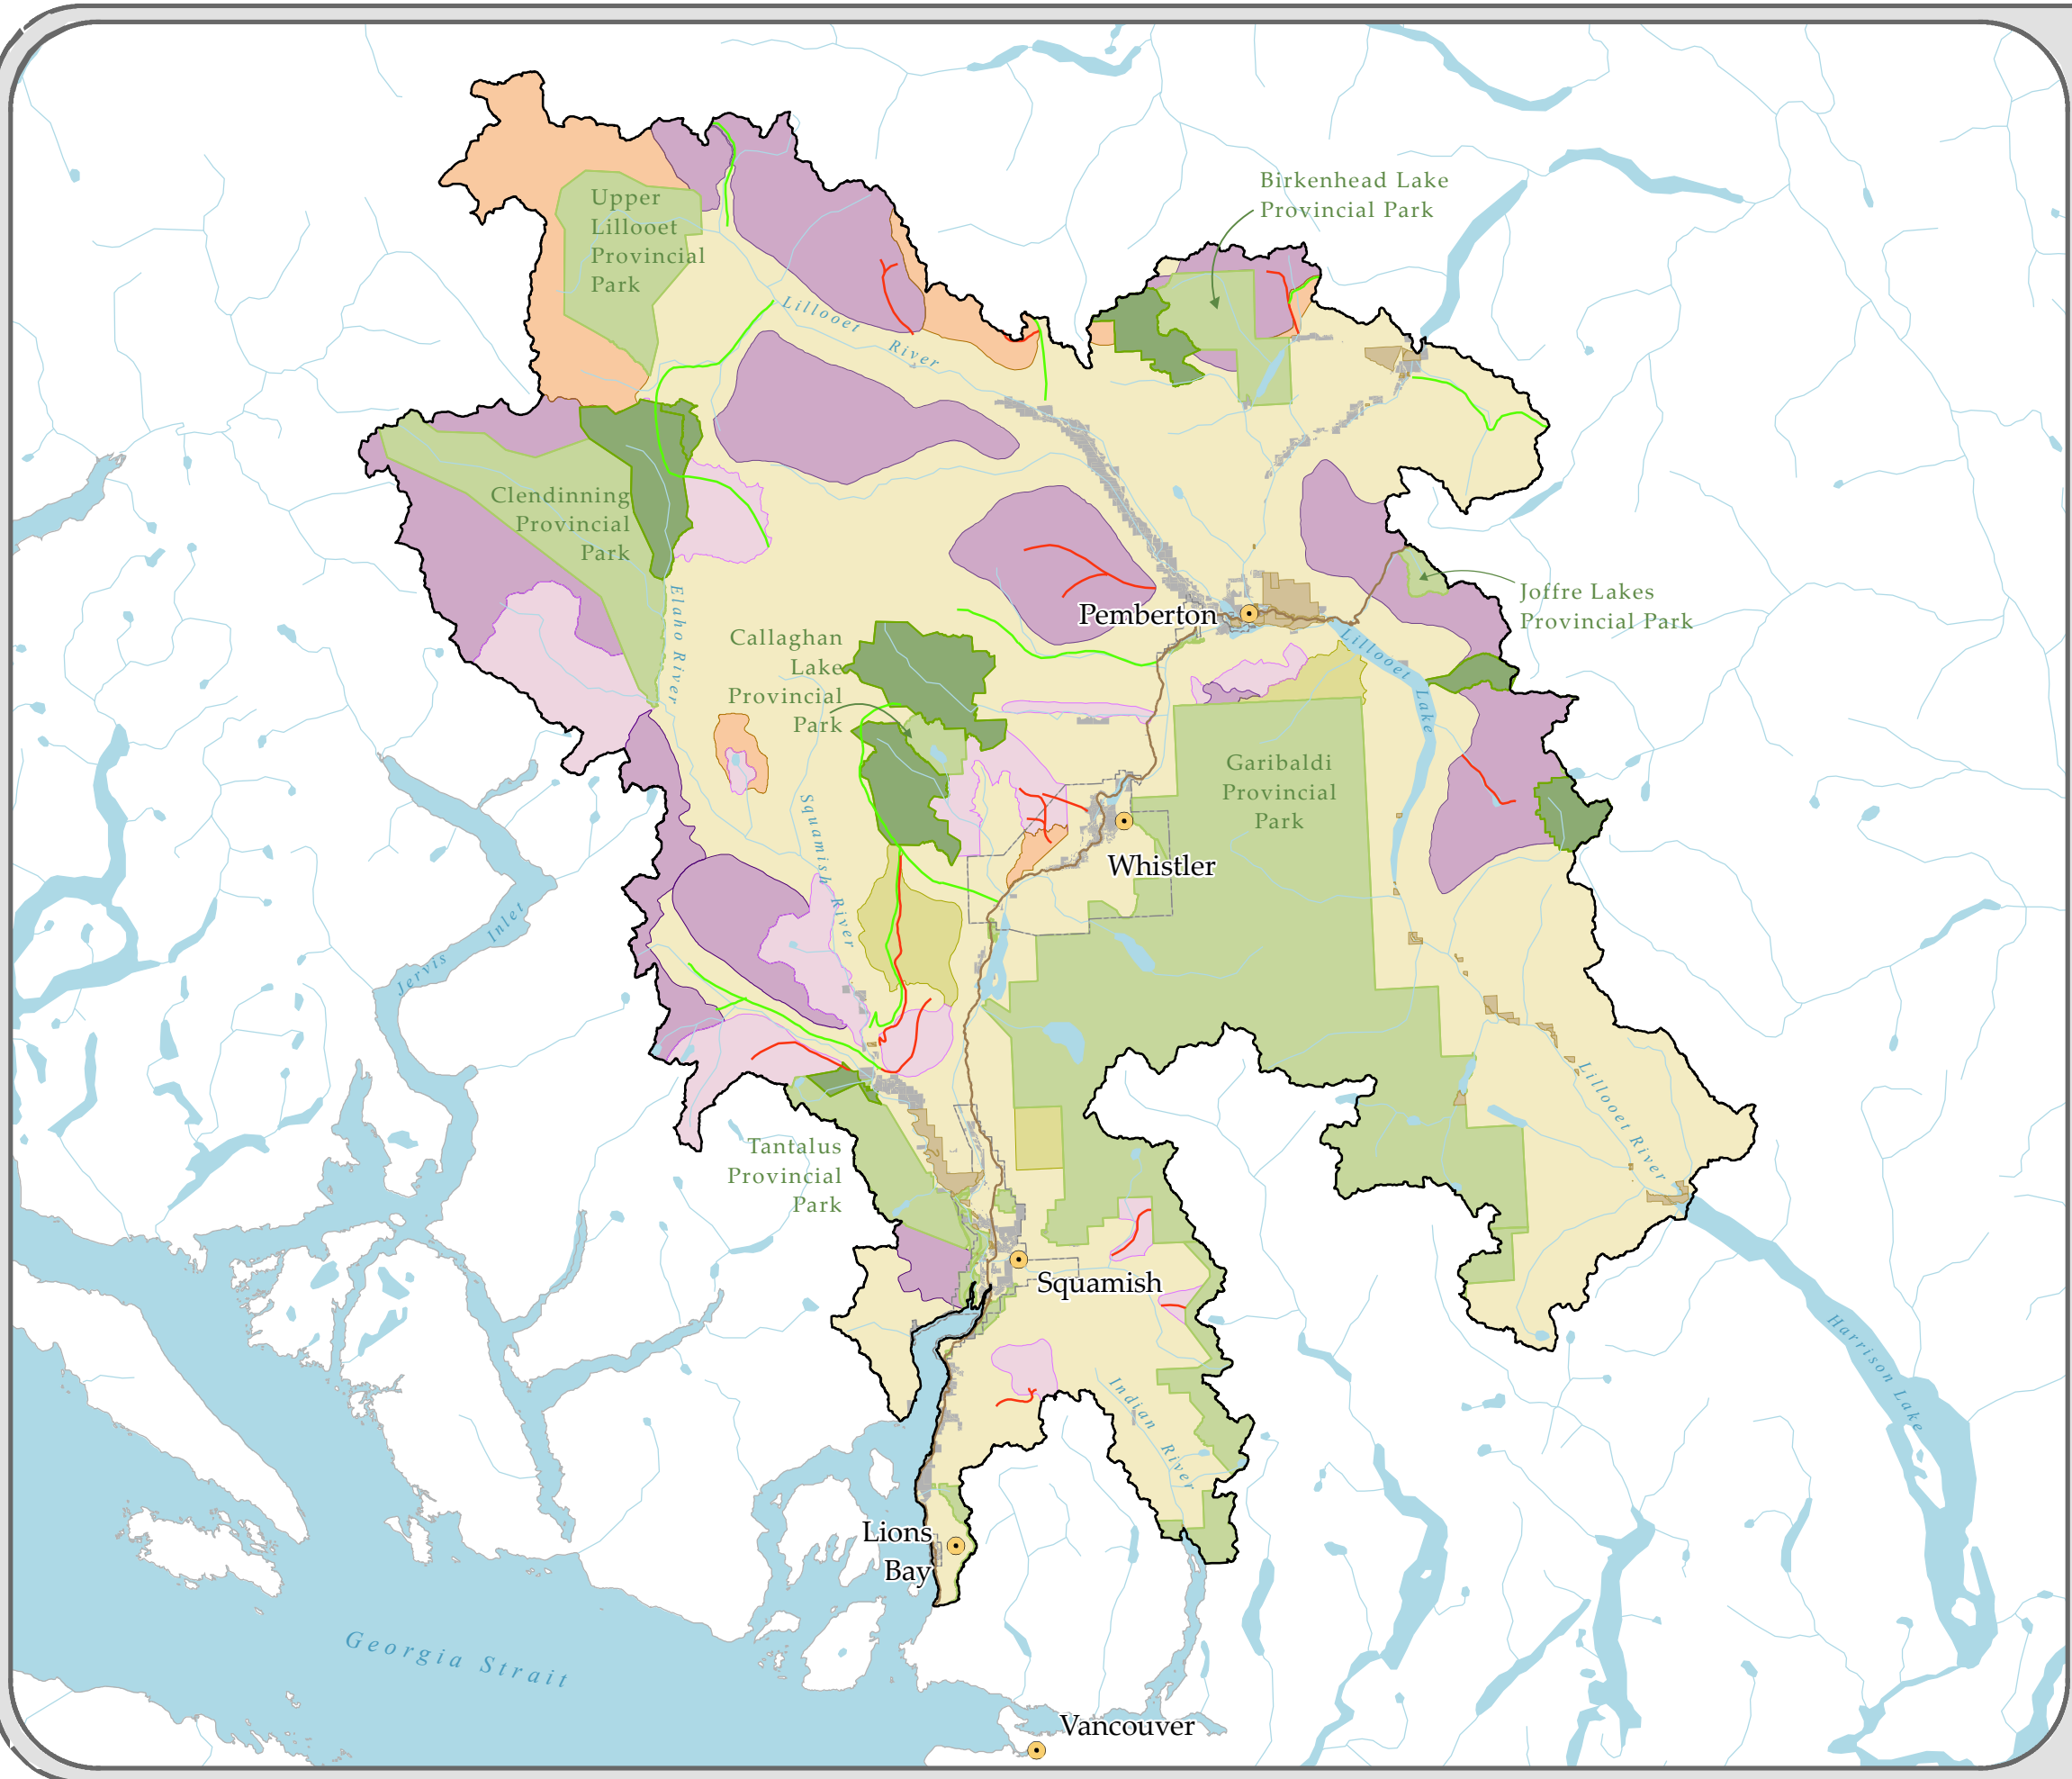 Birkenhead Lake
Provincial Park
Upper
Lillooet
Provincial
Park
Lillooet
River
Clendinning
Provincial
Park
Elaho River
Joffre Lakes
Provincial Park
Pemberton
Lillooet Lake
Callaghan
Lake
Provincial
Park
Garibaldi
Provincial
Park
Squamish River
Whistler
Jervis Inlet
Lillooet River
Tantalus
Provincial
Park
Squamish
Harrison Lake
Indian River
Lions
Bay
Georgia Strait
Vancouver